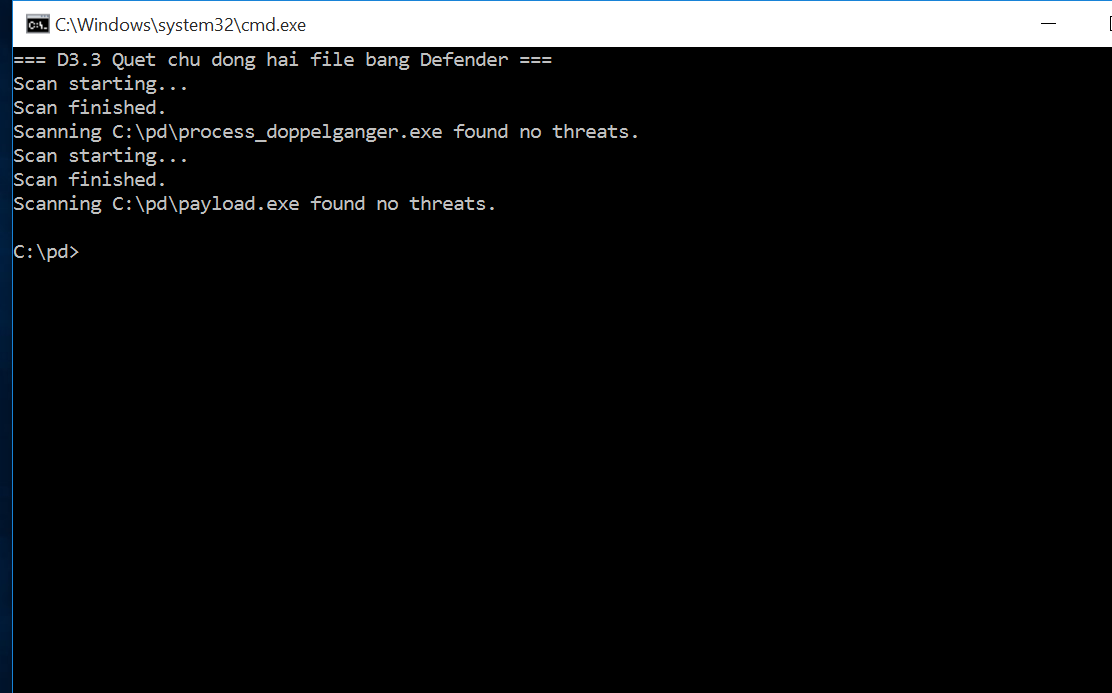 C:\Windows\system32\cmd.exe
=== D3.3 Quet chu dong hai file bang Defender ===
Scan starting...
Scan finished.
Scanning C:\pd\process_doppelganger.exe found no threats.
Scan starting...
Scan finished.
Scanning C:\pd\payload.exe found no threats.
C:\pd>